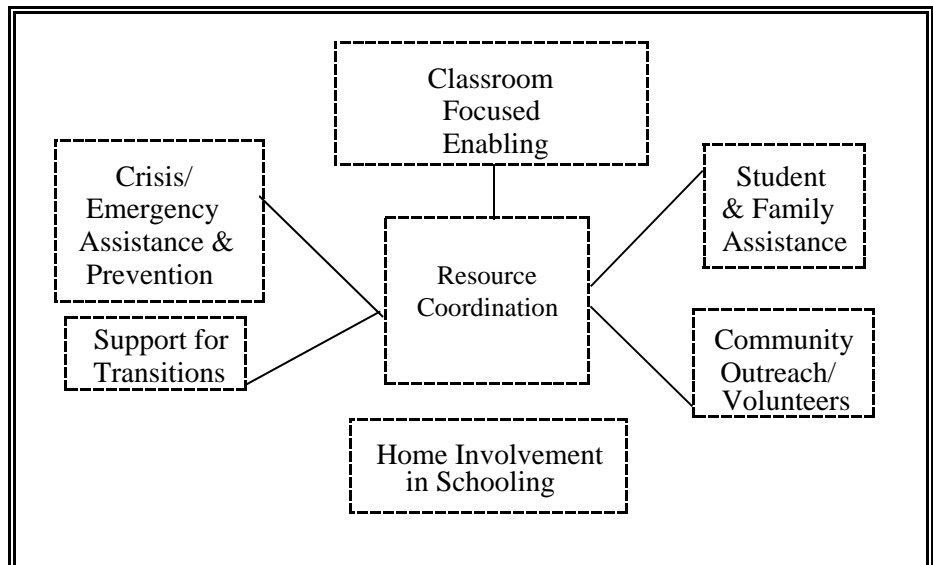 Classroom
Focused
Enabling
Crisis/
Emergency
Assistance &
Prevention
Student
& Family
Assistance
Resource
Coordination
Support for
Transitions
Community
Outreach/
Volunteers
Home Involvement
in Schooling